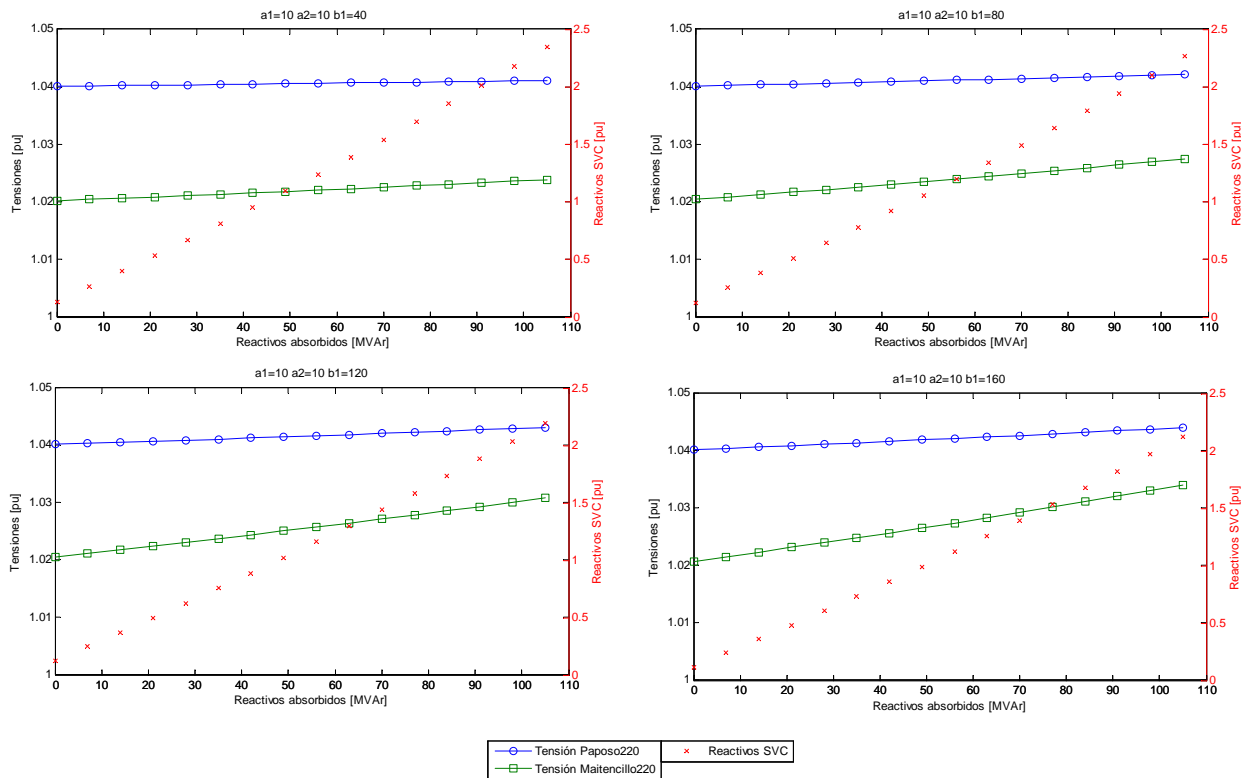 a1=10 a2=10 b1=40
1.05
1.04
1.03
1.02
1.01
1
Tensiones [pu]
2.5
2
1.5
1
0.5
0
Reactivos SVC [pu]
0 10 20 30 40 50 60 70 80 90 100 110
Reactivos absorbidos [MVAr]
a1=10 a2=10 b1=80
1.05
1.04
1.03
1.02
1.01
1
Tensiones [pu]
2.5
2
1.5
1
0.5
0
Reactivos SVC [pu]
0 10 20 30 40 50 60 70 80 90 100 110
Reactivos absorbidos [MVAr]
a1=10 a2=10 b1=120
1.05
1.04
1.03
1.02
1.01
1
Tensiones [pu]
2.5
2
1.5
1
0.5
0
Reactivos SVC [pu]
0 10 20 30 40 50 60 70 80 90 100 110
Reactivos absorbidos [MVAr]
a1=10 a2=10 b1=160
1.05
1.04
1.03
1.02
1.01
1
Tensiones [pu]
2.5
2
1.5
1
0.5
0
Reactivos SVC [pu]
0 10 20 30 40 50 60 70 80 90 100 110
Reactivos absorbidos [MVAr]
Tensión Paposo220
Tensión Maitencillo220
Reactivos SVC